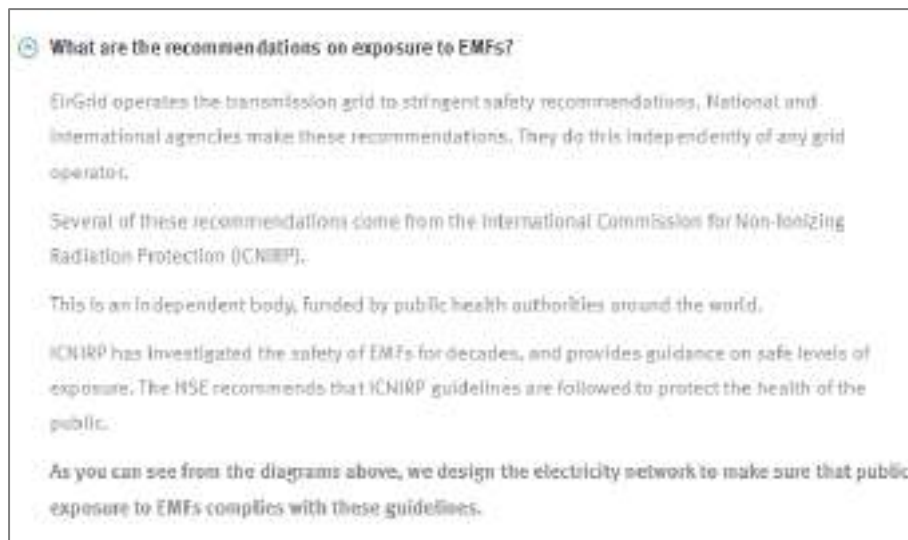 What are the recommendations on exposure to EMFs?
EirGrid operates the transmission grid to stringent safety recommendations. National and
international agencies make these recommendations. They do this independently of any grid
operator.
Several of these recommendations come from the International Commission for Non-Ionizing
Radiation Protection (ICNIRP).
This is an independent body, funded by public health authorities around the world.
ICNIRP has investigated the safety of EMFs for decades, and provides guidance on safe levels of
exposure. The HSE recommends that ICNIRP guidelines are followed to protect the health of the
public.
As you can see from the diagrams above, we design the electricity network to make sure that public
exposure to EMFs complies with these guidelines.